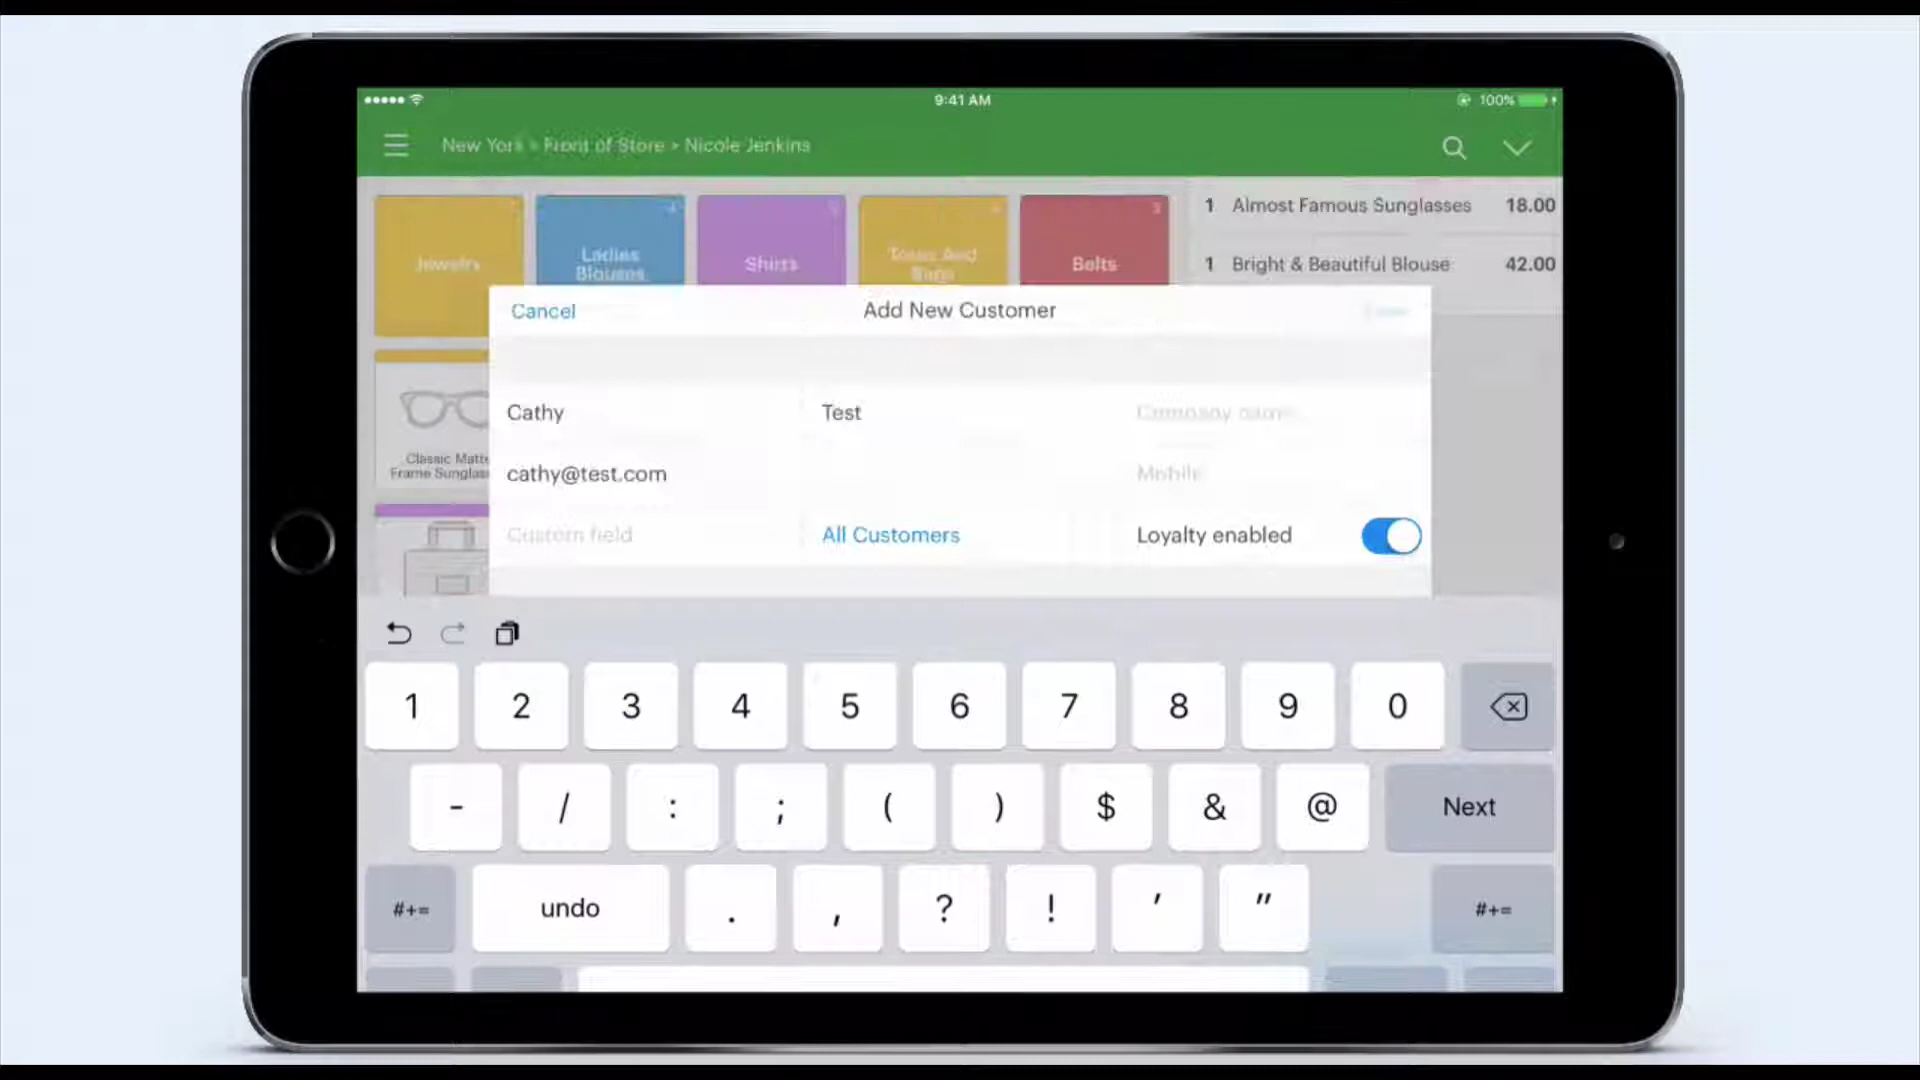 9:41 AM
100%
New York > Front of Store > Nicole Jenkins
Jewelry
Ladies
Blouses
Shirts
Belts
1 Almost Famous Sunglasses 18.00
1 Bright & Beautiful Blouse 42.00
Cancel Add New Customer
Cathy Test Company name
cathy@test.com Mobile
Custom field All Customers Loyalty enabled
Classic Matte
Frame Sunglas
1 2 3 4 5 6 7 8 9 0
- / : ; ( ) $ & @ Next
#+= undo . , ? ! ' " #+=